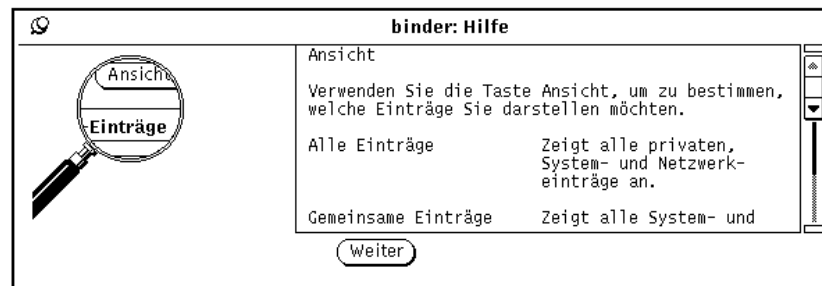 binder: Hilfe
Ansicht
Einträge
Ansicht
Verwenden Sie die Taste Ansicht, um zu bestimmen,
welche Einträge Sie darstellen möchten.
Alle Einträge Zeigt alle privaten,
System- und Netzwerk-
einträge an.
Gemeinsame Einträge Zeigt alle System- und
Weiter